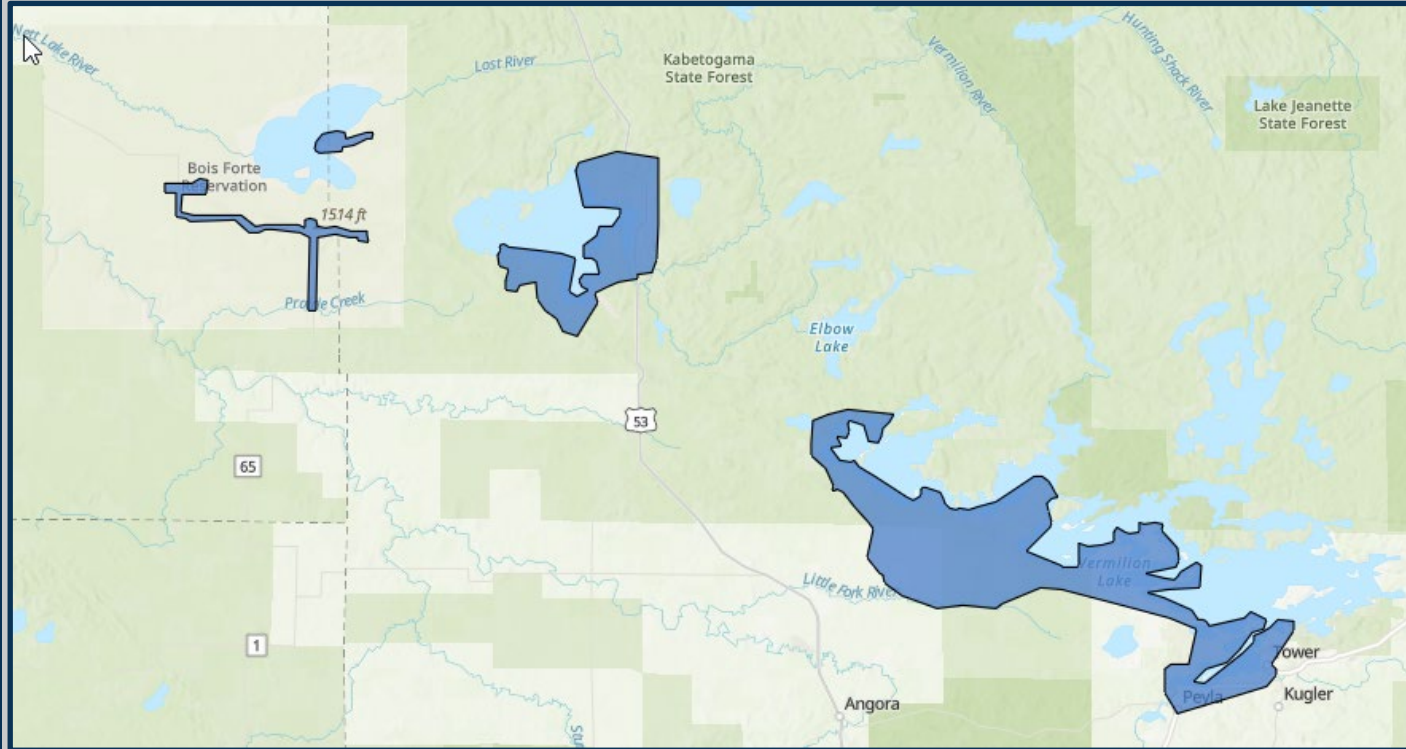 Nett Lake River
Lost River
Kabetogama
State Forest
Vermilion River
Hunting Shack River
Lake Jeanette
State Forest
Bois Forte
Reservation
1514 ft
Prairie Creek
Elbow
Lake
53
65
Vermilion
Lake
Little Fork River
1
Tower
Peyla
Kugler
Angora